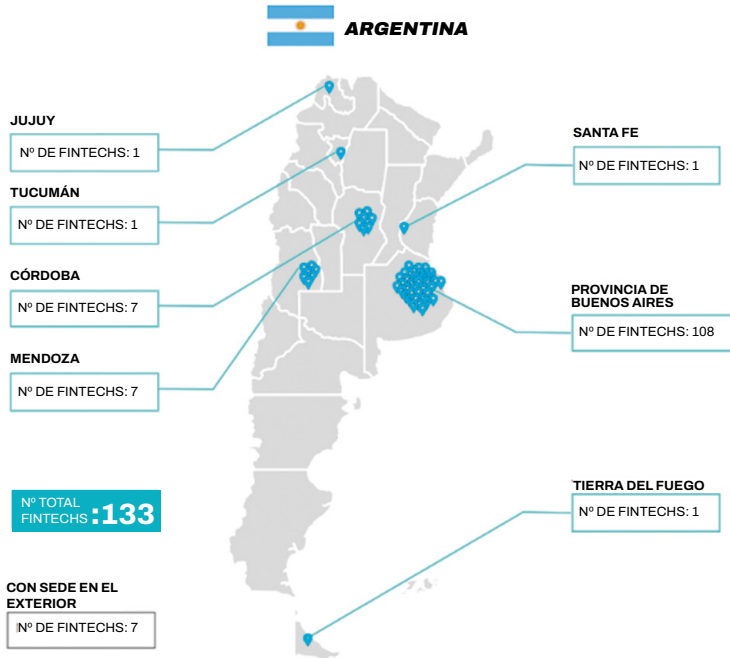 ARGENTINA
JUJUY
Nº DE FINTECHS: 1
TUCUMÁN
Nº DE FINTECHS: 1
CÓRDOBA
Nº DE FINTECHS: 7
MENDOZA
Nº DE FINTECHS: 7
SANTA FE
Nº DE FINTECHS: 1
PROVINCIA DE
BUENOS AIRES
Nº DE FINTECHS: 108
Nº TOTAL
FINTECHS :133
TIERRA DEL FUEGO
Nº DE FINTECHS: 1
CON SEDE EN EL
EXTERIOR
Nº DE FINTECHS: 7